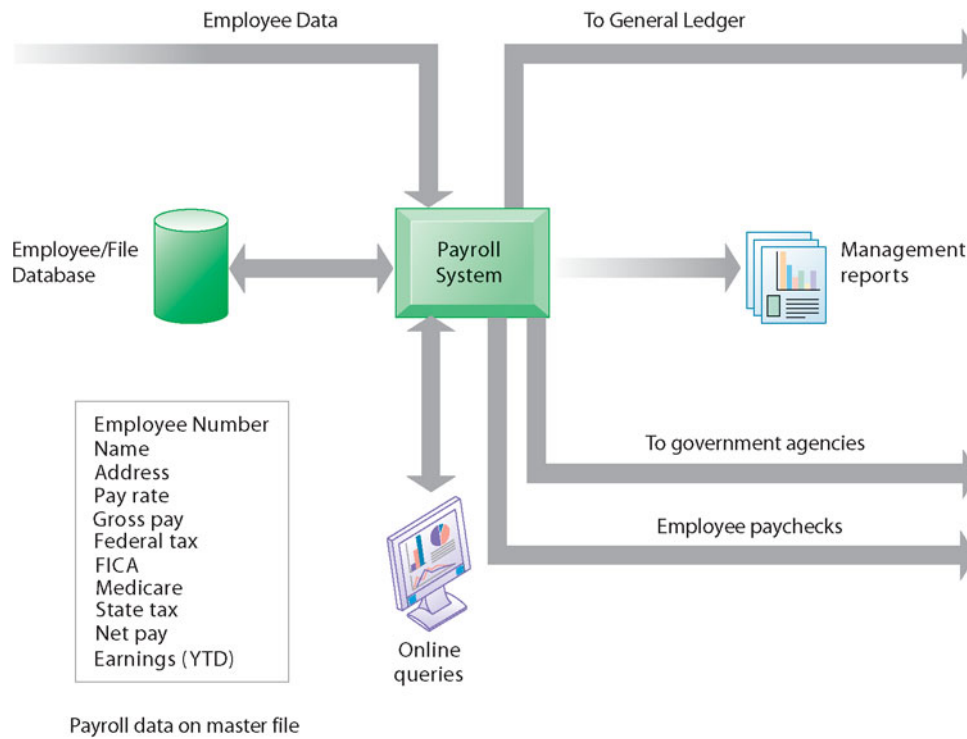 Employee Data
To General Ledger
Employee/File
Database
Payroll
System
Management
reports
Employee Number
Name
Address
Pay rate
Gross pay
Federal tax
FICA
Medicare
State tax
Net pay
Earnings (YTD)
To government agencies
Employee paychecks
Online
queries
Payroll data on master file